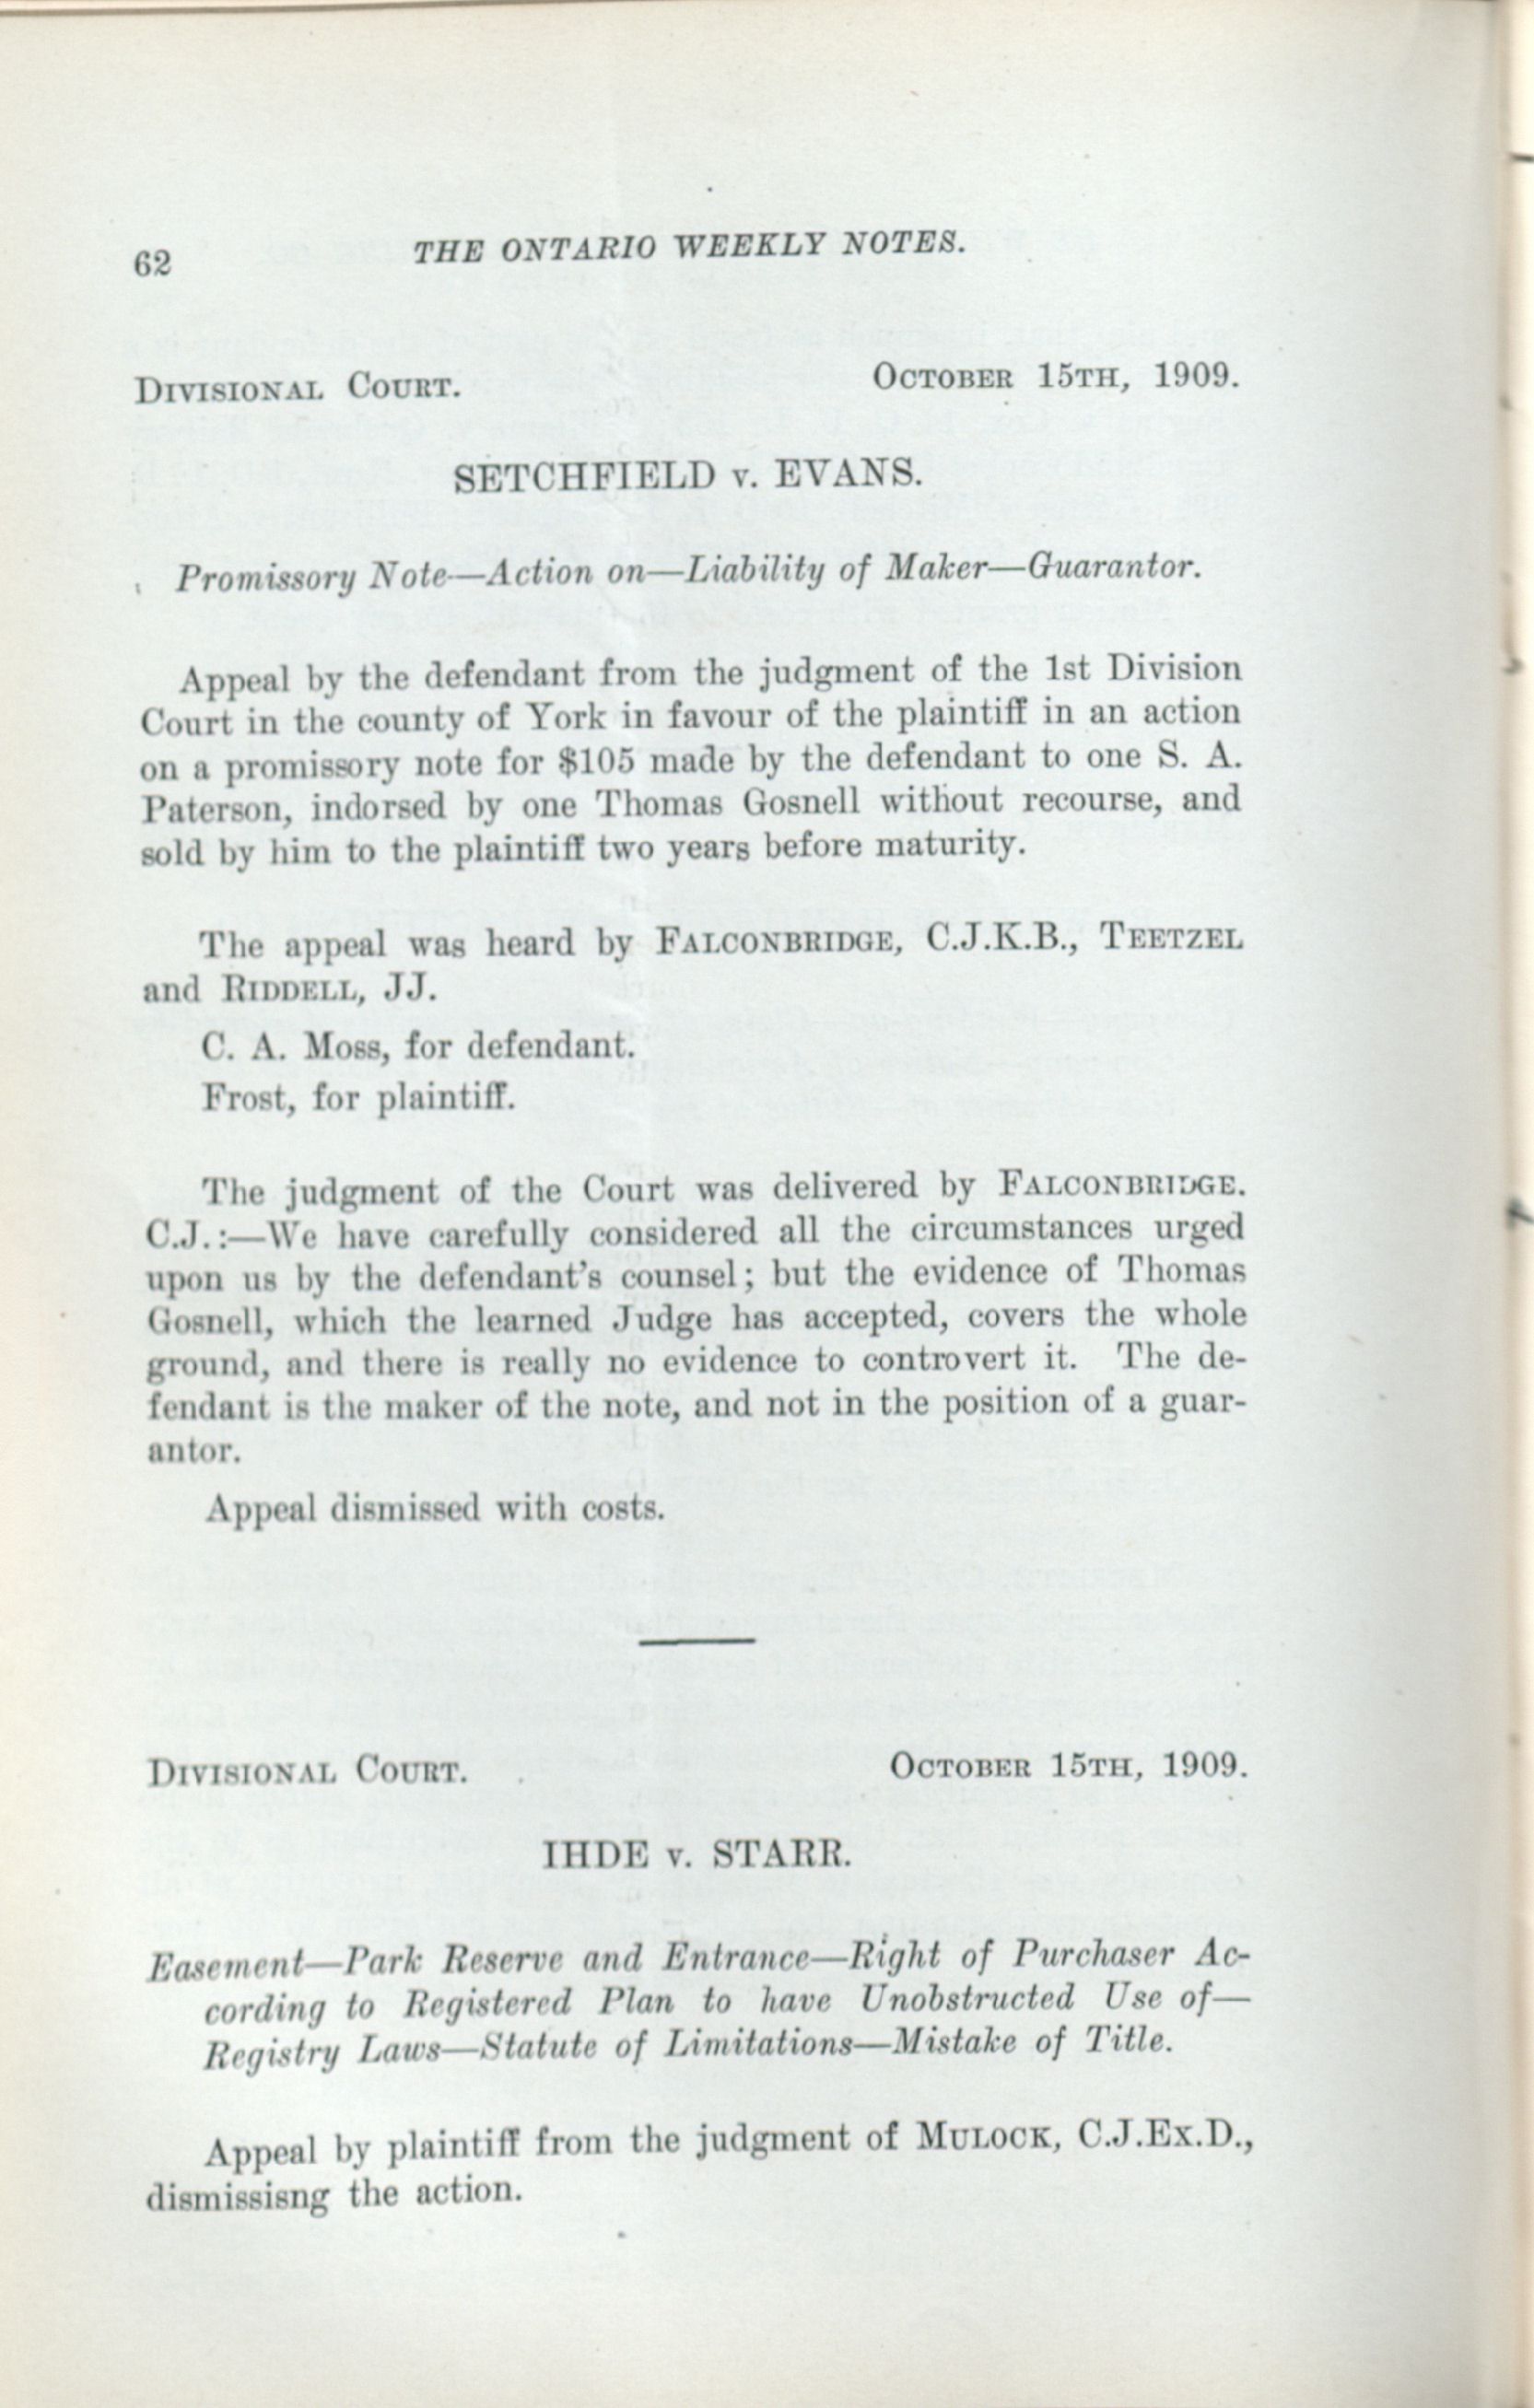 62
THE ONTARIO WEEKLY NOTES.
DIVISIONAL COURT.
OCTOBER 15TH, 1909.
SETCHFIELD v. EVANS.
Promissory Note—Action on—Liability of Maker—Guarantor.
Appeal by the defendant from the judgment of the 1st Division
Court in the county of York in favour of the plaintiff in an action
on a promissory note for $105 made by the defendant to one S. A.
Paterson, indorsed by one Thomas Gosnell without recourse, and
sold by him to the plaintiff two years before maturity.
The appeal was heard by FALCONBRIDGE, C.J.K.B., TEETZEL
and RIDDELL, JJ.
C. A. Moss, for defendant.
Frost, for plaintiff.
The judgment of the Court was delivered by FALCONBRIDGE.
C.J.:—We have carefully considered all the circumstances urged
upon us by the defendant's counsel; but the evidence of Thomas
Gosnell, which the learned Judge has accepted, covers the whole
ground, and there is really no evidence to controvert it. The de-
fendant is the maker of the note, and not in the position of a guar-
antor.
Appeal dismissed with costs.
DIVISIONAL COURT.
OCTOBER 15TH, 1909.
IHDE v. STARR.
Easement—Park Reserve and Entrance—Right of Purchaser Ac-
cording to Registered Plan to have Unobstructed Use of—
Registry Laws—Statute of Limitations—Mistake of Title.
Appeal by plaintiff from the judgment of MULOCK, C.J.EX.D.,
dismissisng the action.